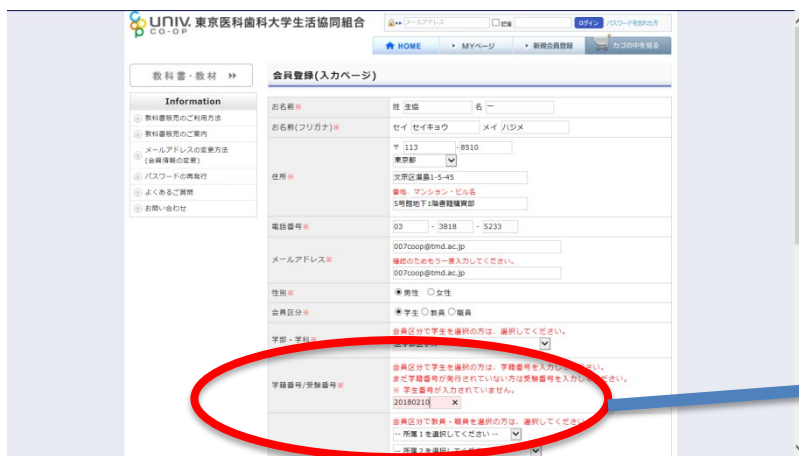 UNIV. 東京医科歯科大学生活協同組合
CO-OP
メールアドレス 記憶 ログイン パスワードを忘れた方
HOME MYページ 新規会員登録 カゴの中を見る
教科書・教材
会員登録(入力ページ)
Information
教科書販売のご利用方法
教科書販売のご案内
メールアドレスの変更方法
(会員情報の変更)
パスワードの再発行
よくあるご質問
お問い合わせ
お名前※ 姓 生協 名 一
お名前(フリガナ)※ セイ セイキョウ メイ ハジメ
〒 113 - 8510
東京都
住所※ 文京区湯島1-5-45
番地、マンション・ビル名
5号館地下1階書籍購買部
電話番号※ 03 - 3818 - 5233
007coop@tmd.ac.jp
メールアドレス※ 確認のためもう一度入力してください。
007coop@tmd.ac.jp
性別※ 男性 女性
会員区分※ 学生 教員 職員
会員区分で学生を選択の方は、選択してください。
学部・学科※
会員区分で学生を選択の方は、学籍番号を入力してください。
まだ学籍番号が発行されていない方は受験番号を入力してください。
学籍番号/受験番号※ ※ 学生番号が入力されていません。
20180210 ×
会員区分で教員・職員を選択の方は、選択してください
-- 所属1を選択してください --
-- 所属2を選択してください